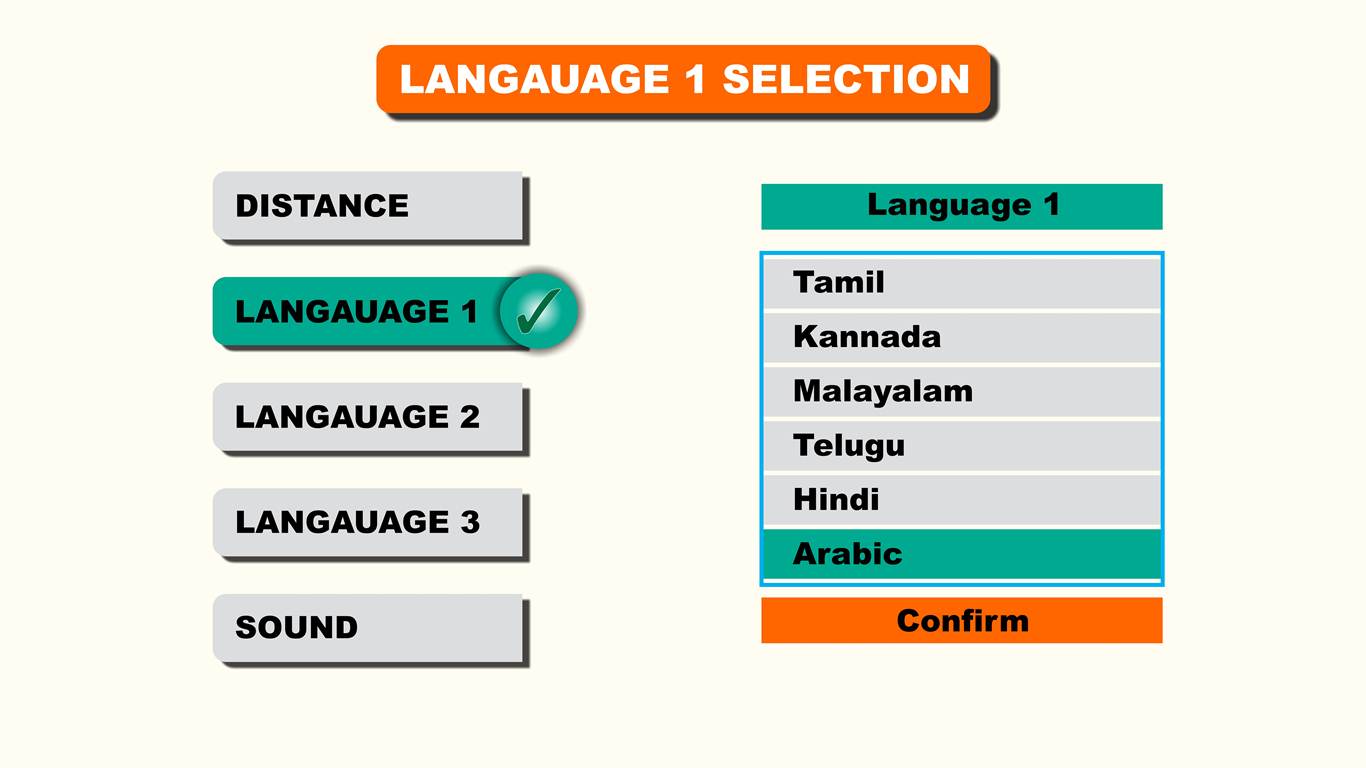 LANGAUAGE 1 SELECTION
DISTANCE
LANGAUAGE 1
LANGAUAGE 2
LANGAUAGE 3
SOUND
Language 1
Tamil
Kannada
Malayalam
Telugu
Hindi
Arabic
Confirm